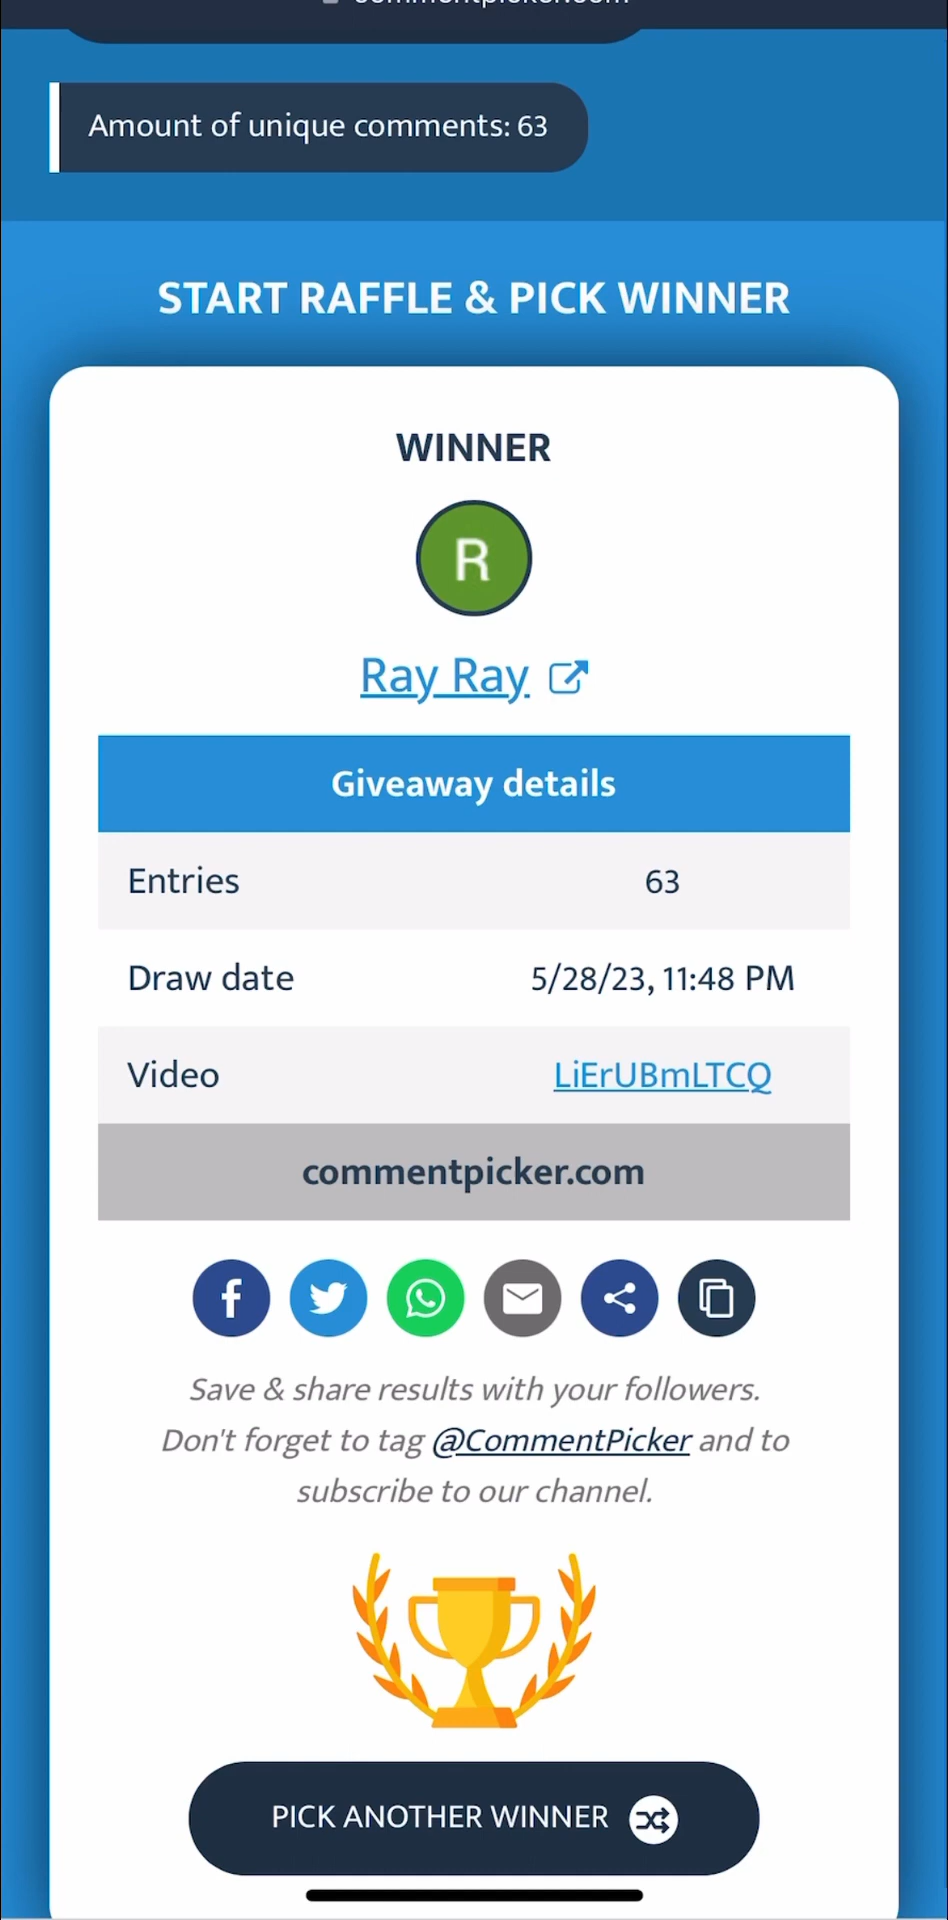 Amount of unique comments: 63
START RAFFLE & PICK WINNER
WINNER
R
Ray Ray
Giveaway details
Entries 63
Draw date 5/28/23, 11:48 PM
Video LiErUBmLTCQ
commentpicker.com
Save & share results with your followers.
Don't forget to tag @CommentPicker and to
subscribe to our channel.
PICK ANOTHER WINNER